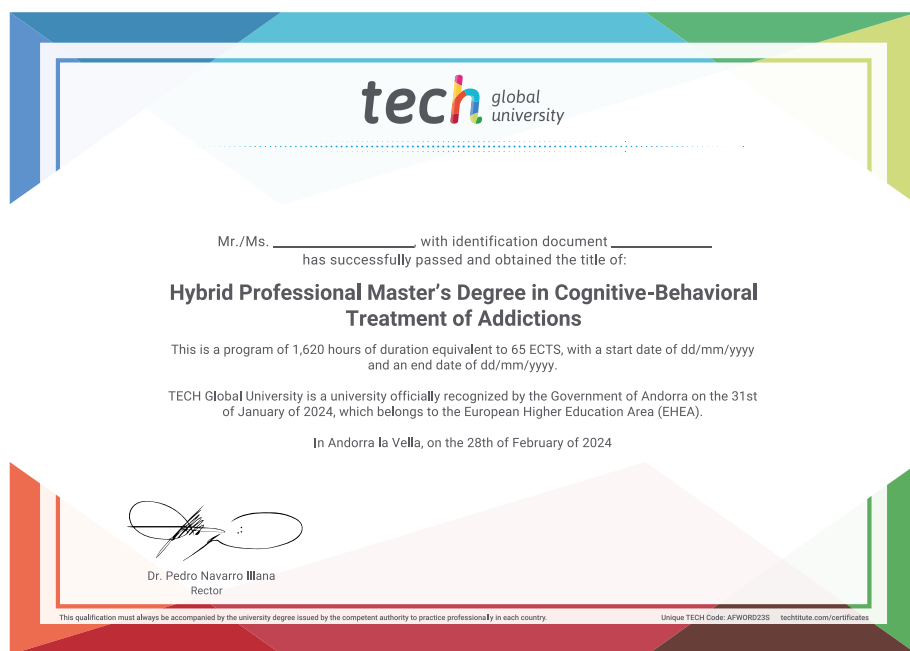 tech global university
Mr./Ms. ________________, with identification document ____________
has successfully passed and obtained the title of:
Hybrid Professional Master’s Degree in Cognitive-Behavioral
Treatment of Addictions
This is a program of 1,620 hours of duration equivalent to 65 ECTS, with a start date of dd/mm/yyyy
and an end date of dd/mm/yyyy.
TECH Global University is a university officially recognized by the Government of Andorra on the 31st
of January of 2024, which belongs to the European Higher Education Area (EHEA).
In Andorra la Vella, on the 28th of February of 2024
Dr. Pedro Navarro Illana
Rector
This qualification must always be accompanied by the university degree issued by the competent authority to practice professionally in each country.
Unique TECH Code: AFWORD23S techtitute.com/certificates